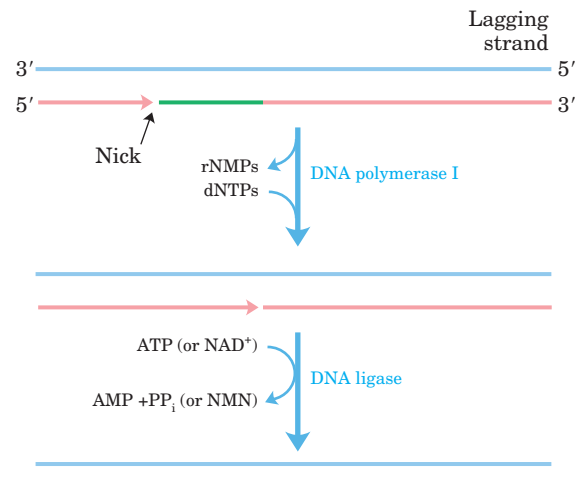 Lagging
strand
3′ 5′
5′ 3′
Nick
rNMPs
dNTPs
DNA polymerase I
ATP (or NAD⁺)
DNA ligase
AMP +PPᵢ (or NMN)